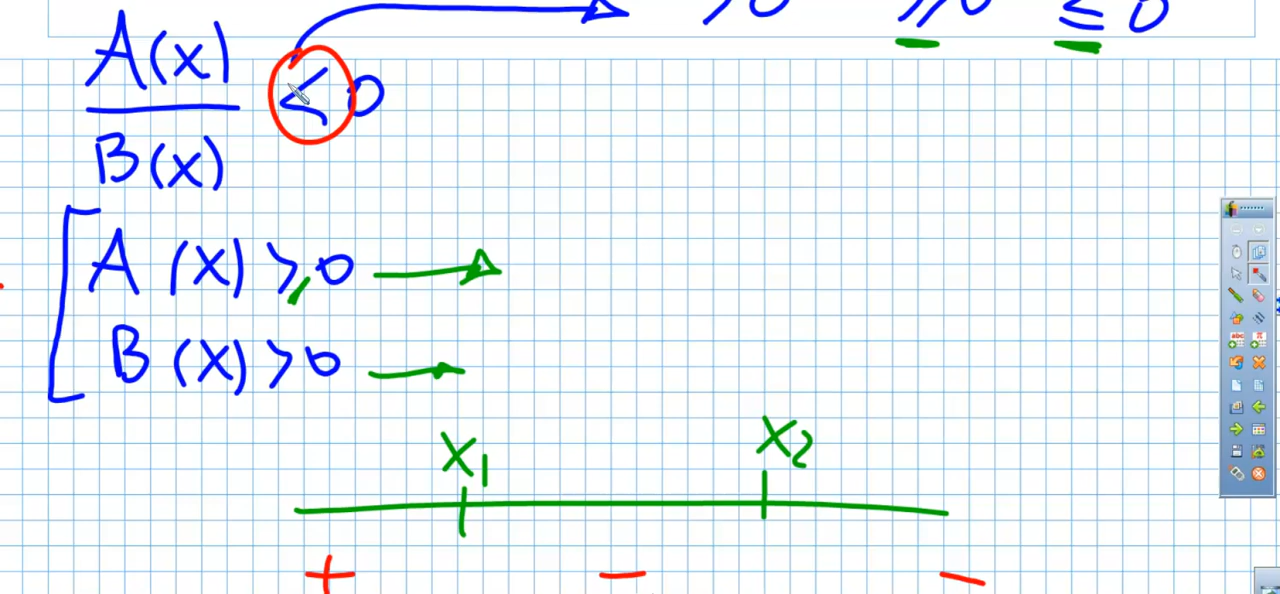 >0 ≥0 ≤0
A(x)
< 0
B(x)
A (x) ≥ 0
B (x) > 0
x₁ x₂
+ − −